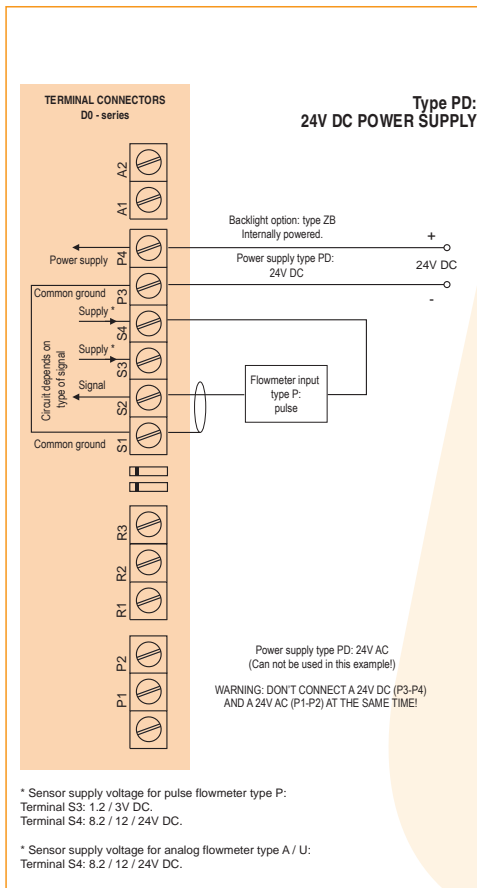 TERMINAL CONNECTORS
D0 - series
Type PD:
24V DC POWER SUPPLY
A2
A1
Backlight option: type ZB
Internally powered.
+
P4
Power supply
Power supply type PD:
24V DC
24V DC
P3
Common ground
-
Supply *
S4
Supply *
S3
Circuit depends on
type of signal
Signal
S2
Flowmeter input
type P:
pulse
Common ground
S1
R3
R2
R1
P2
P1
Power supply type PD: 24V AC
(Can not be used in this example!)
WARNING: DON'T CONNECT A 24V DC (P3-P4)
AND A 24V AC (P1-P2) AT THE SAME TIME!
* Sensor supply voltage for pulse flowmeter type P:
Terminal S3: 1.2 / 3V DC.
Terminal S4: 8.2 / 12 / 24V DC.
* Sensor supply voltage for analog flowmeter type A / U:
Terminal S4: 8.2 / 12 / 24V DC.